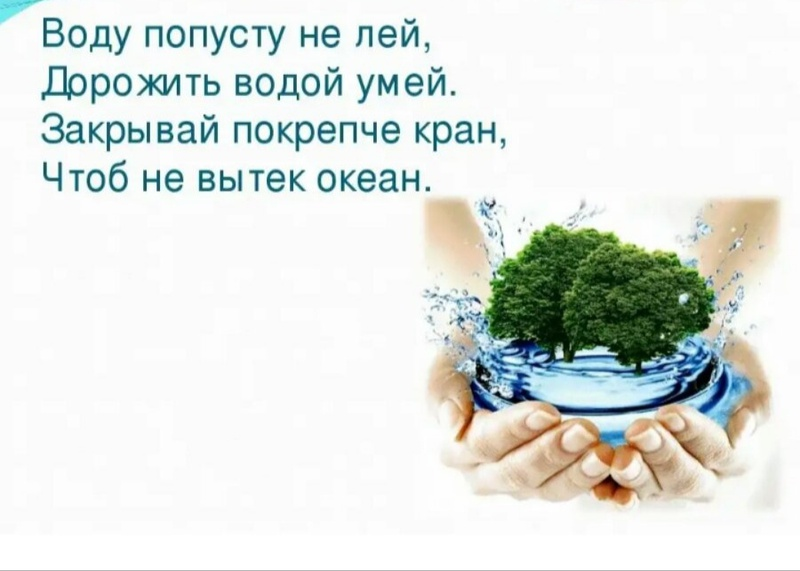 Воду попусту не лей,
Дорожить водой умей.
Закрывай покрепче кран,
Чтоб не вытек океан.